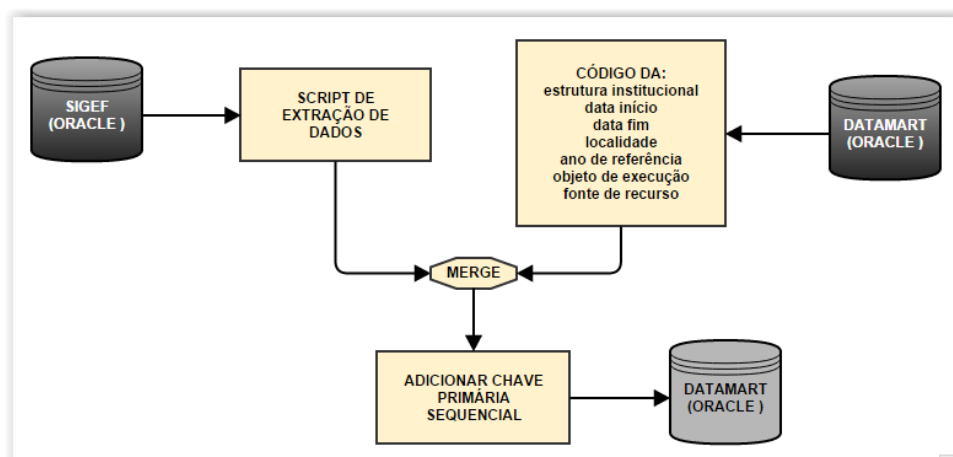 SIGEF
(ORACLE )
SCRIPT DE
EXTRAÇÃO DE
DADOS
CÓDIGO DA:
estrutura institucional
data início
data fim
localidade
ano de referência
objeto de execução
fonte de recurso
DATAMART
(ORACLE )
MERGE
ADICIONAR CHAVE
PRIMÁRIA
SEQUENCIAL
DATAMART
(ORACLE )